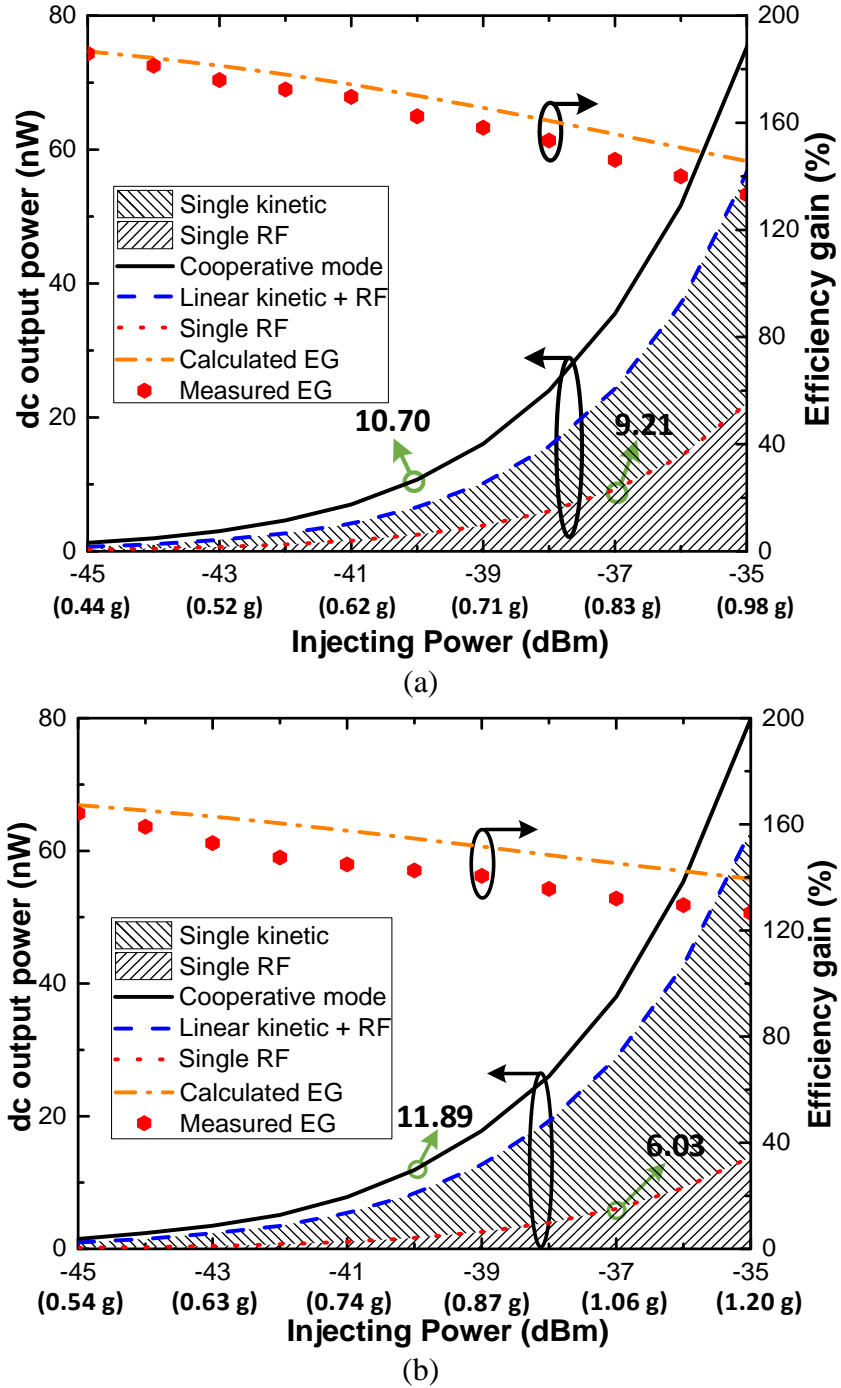 80
200
60
160
40
120
20
80
0
40
0
dc output power (nW)
Efficiency gain (%)
Single kinetic
Single RF
Cooperative mode
Linear kinetic + RF
Single RF
Calculated EG
Measured EG
10.70
9.21
-45 -43 -41 -39 -37 -35
(0.44 g) (0.52 g) (0.62 g) (0.71 g) (0.83 g) (0.98 g)
Injecting Power (dBm)
(a)
80
200
60
160
40
120
20
80
0
40
0
dc output power (nW)
Efficiency gain (%)
Single kinetic
Single RF
Cooperative mode
Linear kinetic + RF
Single RF
Calculated EG
Measured EG
11.89
6.03
-45 -43 -41 -39 -37 -35
(0.54 g) (0.63 g) (0.74 g) (0.87 g) (1.06 g) (1.20 g)
Injecting Power (dBm)
(b)